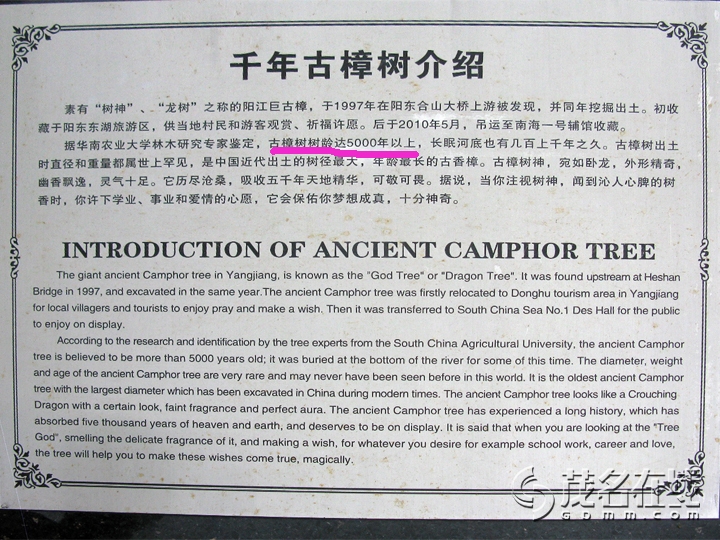 千年古樟树介绍
素有“树神”、“龙树”之称的阳江巨古樟，于1997年在阳东合山大桥上游被发现，并同年挖掘出土。初收
藏于阳东东湖旅游区，供当地村民和游客观赏、祈福许愿。后于2010年5月，吊运至南海一号辅馆收藏。
据华南农业大学林木研究专家鉴定，古樟树树龄达5000年以上，长眠河底也有几百上千年之久。古樟树出土
时直径和重量都属世上罕见，是中国近代出土的树径最大，年龄最长的古香樟。古樟树神，宛如卧龙，外形精奇，
幽香飘逸，灵气十足。它历尽沧桑，吸收五千年天地精华，可敬可畏。据说，当你注视树神，闻到沁人心脾的树
香时，你许下学业、事业和爱情的心愿，它会保佑你梦想成真，十分神奇。
INTRODUCTION OF ANCIENT CAMPHOR TREE
The giant ancient Camphor tree in Yangjiang, is known as the "God Tree" or "Dragon Tree". It was found upstream at Heshan
Bridge in 1997, and excavated in the same year.The ancient Camphor tree was firstly relocated to Donghu tourism area in Yangjiang
for local villagers and tourists to enjoy pray and make a wish. Then it was transferred to South China Sea No.1 Des Hall for the public
to enjoy on display.
According to the research and identification by the tree experts from the South China Agricultural University, the ancient Camphor
tree is believed to be more than 5000 years old; it was buried at the bottom of the river for some of this time. The diameter, weight
and age of the ancient Camphor tree are very rare and may never have been seen before in this world. It is the oldest ancient Camphor
tree with the largest diameter which has been excavated in China during modern times. The ancient Camphor tree looks like a Crouching
Dragon with a certain look, faint fragrance and perfect aura. The ancient Camphor tree has experienced a long history, which has
absorbed five thousand years of heaven and earth, and deserves to be on display. It is said that when you are looking at the "Tree
God", smelling the delicate fragrance of it, and making a wish, for whatever you desire for example school work, career and love,
the tree will help you to make these wishes come true, magically.
茂名在线
Gpmm.com